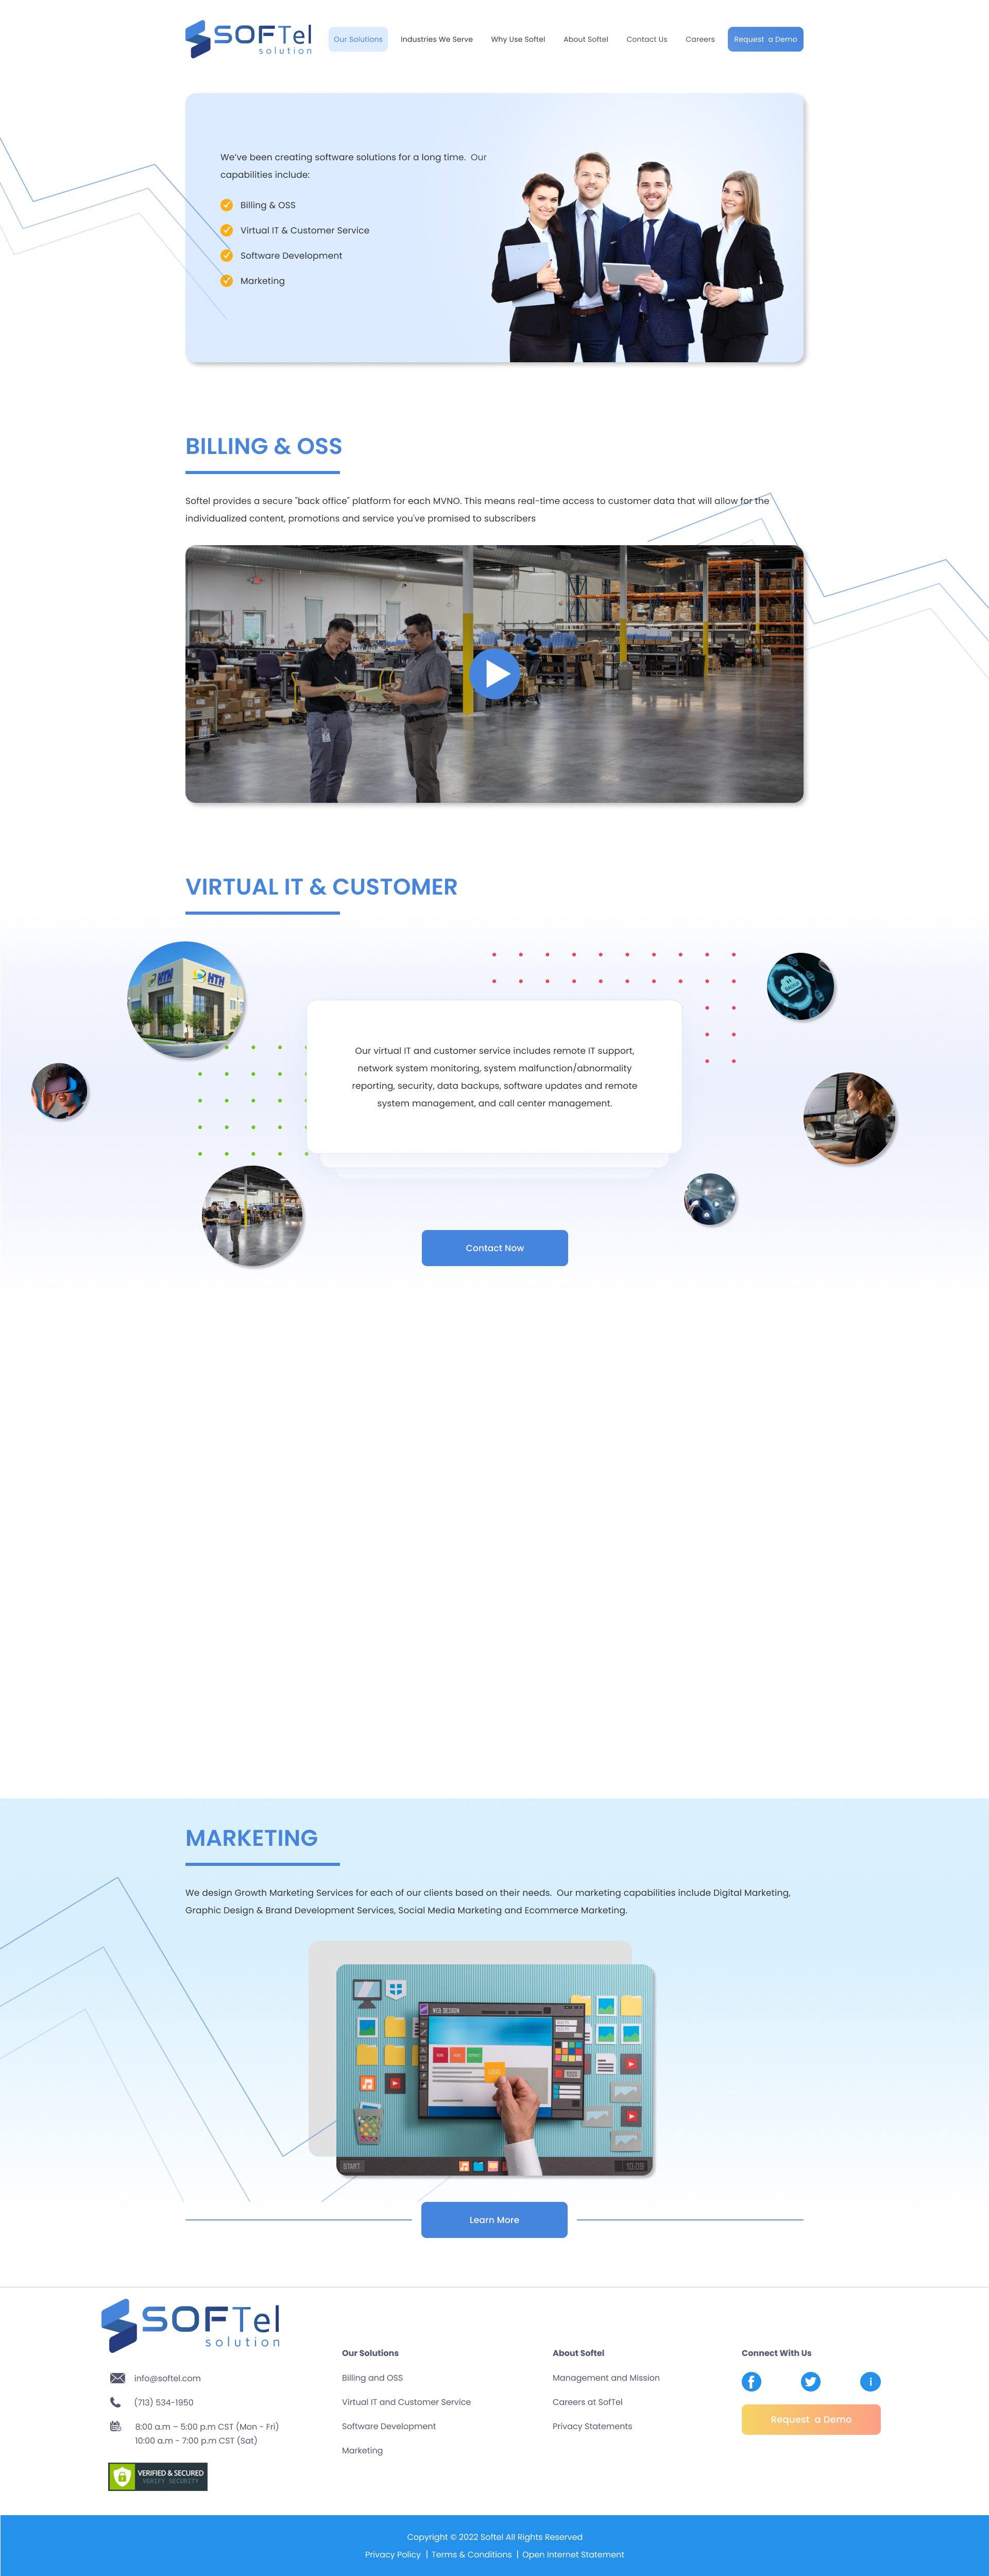 SOFTel
solution
Our Solutions
Industries We Serve
Why Use Softel
About Softel
Contact Us
Careers
Request a Demo
We've been creating software solutions for a long time. Our
capabilities include:
Billing & OSS
Virtual IT & Customer Service
Software Development
Marketing
BILLING & OSS
Softel provides a secure "back office" platform for each MVNO. This means real-time access to customer data that will allow for the
individualized content, promotions and service you've promised to subscribers
VIRTUAL IT & CUSTOMER
HTH
HTH
BACKUP
Our virtual IT and customer service includes remote IT support,
network system monitoring, system malfunction/abnormality
reporting, security, data backups, software updates and remote
system management, and call center management.
Contact Now
MARKETING
We design Growth Marketing Services for each of our clients based on their needs. Our marketing capabilities include Digital Marketing,
Graphic Design & Brand Development Services, Social Media Marketing and Ecommerce Marketing.
WEB DESIGN
LOGO
START
10:09
Learn More
SOFTel
solution
info@softel.com
(713) 534-1950
8:00 a.m – 5:00 p.m CST (Mon - Fri)
10:00 a.m - 7:00 p.m CST (Sat)
VERIFIED & SECURED
VERIFY SECURITY
Our Solutions
Billing and OSS
Virtual IT and Customer Service
Software Development
Marketing
About Softel
Management and Mission
Careers at SofTel
Privacy Statements
Connect With Us
Request a Demo
Copyright © 2022 Softel All Rights Reserved
Privacy Policy | Terms & Conditions | Open Internet Statement